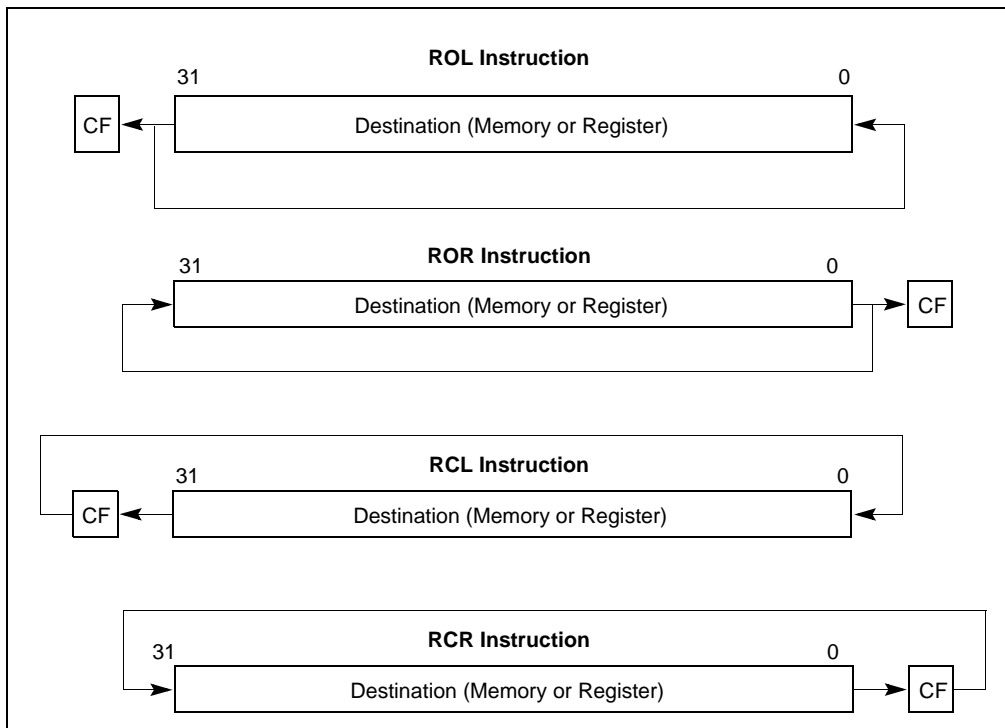 ROL Instruction
31 0
CF Destination (Memory or Register)
ROR Instruction
31 0
Destination (Memory or Register) CF
RCL Instruction
31 0
CF Destination (Memory or Register)
RCR Instruction
31 0
Destination (Memory or Register) CF